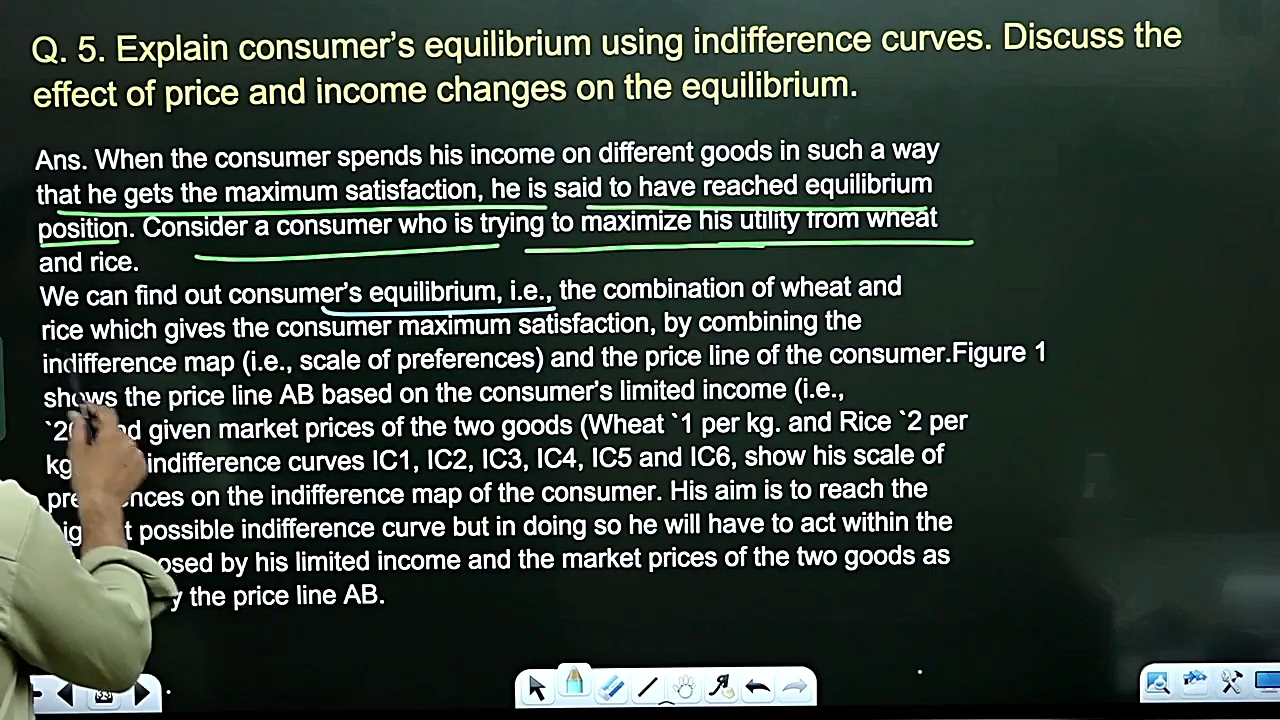 Q. 5. Explain consumer's equilibrium using indifference curves. Discuss the
effect of price and income changes on the equilibrium.
Ans. When the consumer spends his income on different goods in such a way
that he gets the maximum satisfaction, he is said to have reached equilibrium
position. Consider a consumer who is trying to maximize his utility from wheat
and rice.
We can find out consumer's equilibrium, i.e., the combination of wheat and
rice which gives the consumer maximum satisfaction, by combining the
indifference map (i.e., scale of preferences) and the price line of the consumer.Figure 1
shows the price line AB based on the consumer's limited income (i.e.,
given market prices of the two goods (Wheat `1 per kg. and Rice `2 per
indifference curves IC1, IC2, IC3, IC4, IC5 and IC6, show his scale of
on the indifference map of the consumer. His aim is to reach the
possible indifference curve but in doing so he will have to act within the
by his limited income and the market prices of the two goods as
the price line AB.